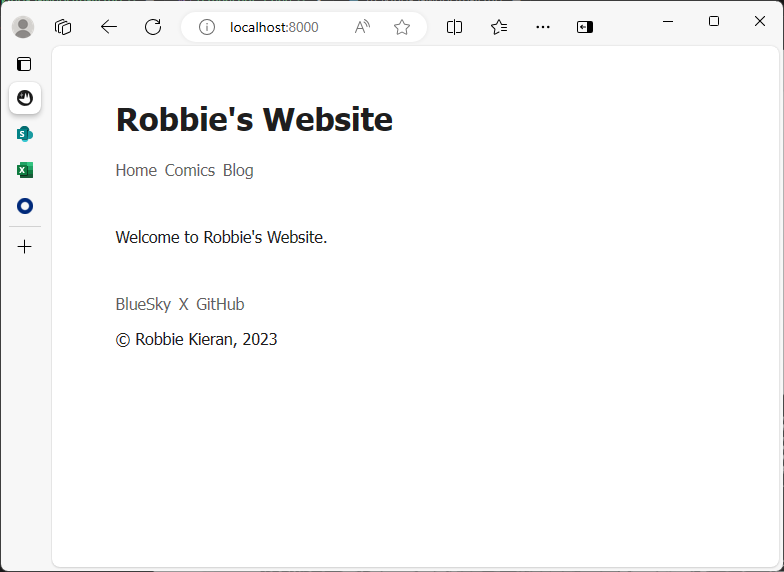 localhost:8000
Robbie's Website
Home Comics Blog
Welcome to Robbie's Website.
BlueSky X GitHub
© Robbie Kieran, 2023